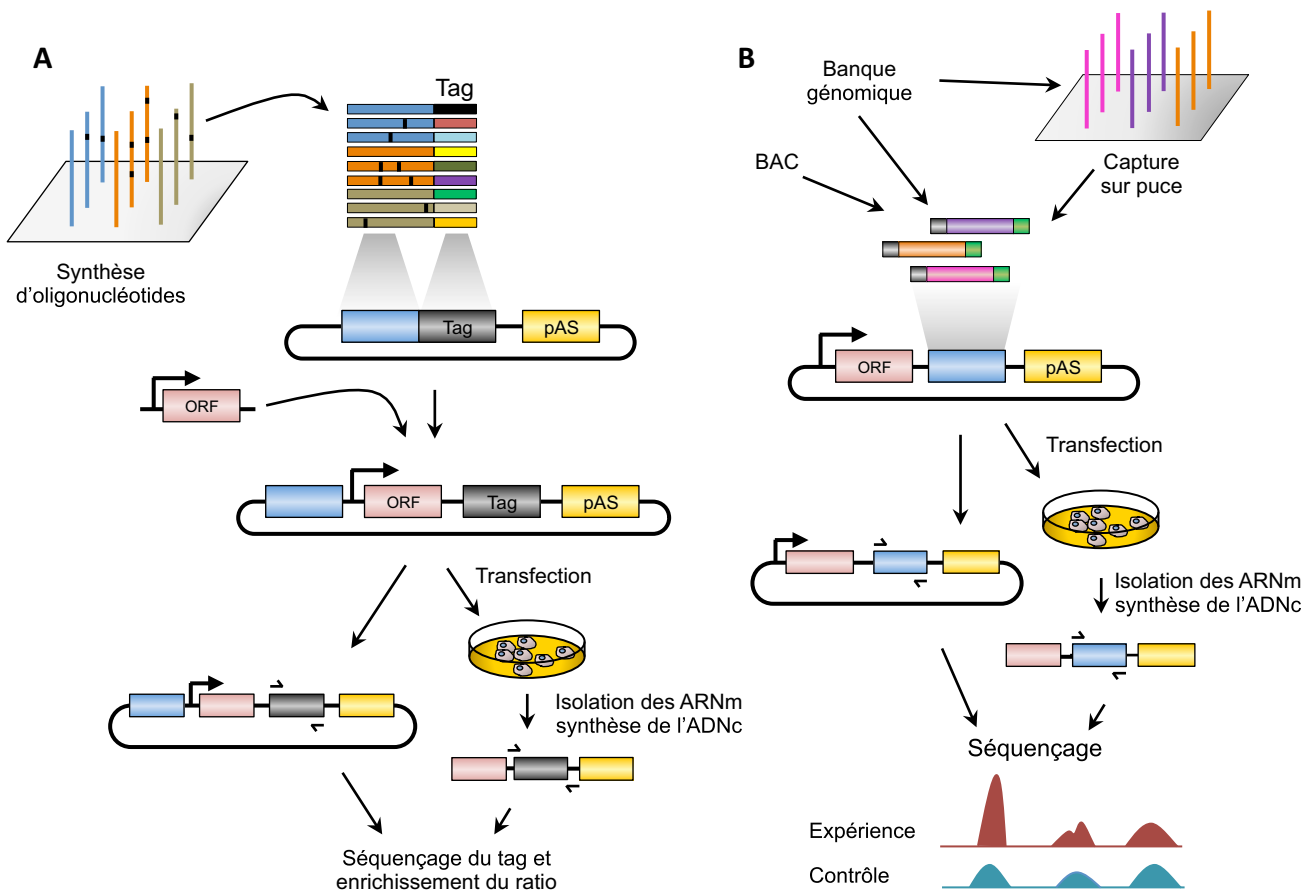 A
Tag
Synthèse
d'oligonucléotides
Tag
pAS
ORF
ORF
Tag
pAS
Transfection
Isolation des ARNm
synthèse de l'ADNc
Séquençage du tag et
enrichissement du ratio
B
Banque
génomique
BAC
Capture
sur puce
ORF
pAS
Transfection
Isolation des ARNm
synthèse de l'ADNc
Séquençage
Expérience
Contrôle